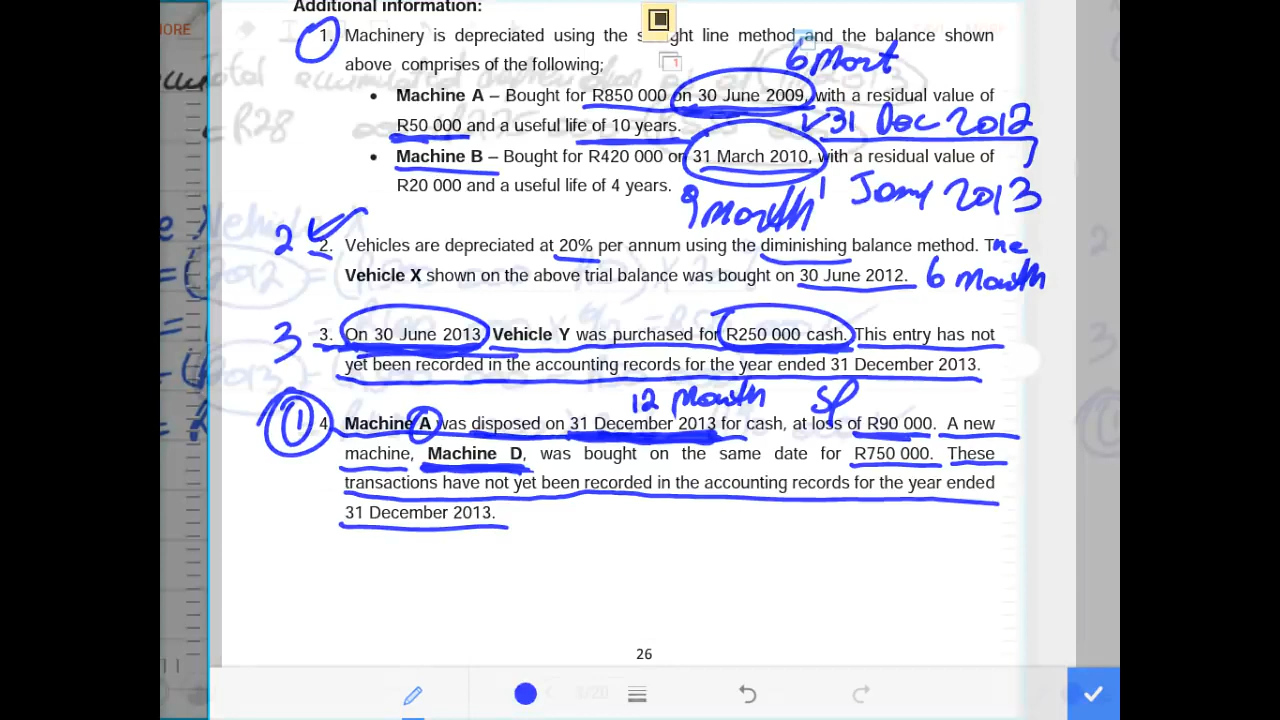 Additional information:
1. Machinery is depreciated using the straight line method and the balance shown
above comprises of the following;
6 Mont
• Machine A – Bought for R850 000 on 30 June 2009, with a residual value of
R50 000 and a useful life of 10 years.
31 Dec 2012
• Machine B – Bought for R420 000 on 31 March 2010, with a residual value of
R20 000 and a useful life of 4 years.
9 Month
1 Jany 2013
2
2. Vehicles are depreciated at 20% per annum using the diminishing balance method. The
Vehicle X shown on the above trial balance was bought on 30 June 2012. 6 Month
3
3. On 30 June 2013, Vehicle Y was purchased for R250 000 cash. This entry has not
yet been recorded in the accounting records for the year ended 31 December 2013.
12 Month SP
1
4. Machine A was disposed on 31 December 2013 for cash, at loss of R90 000. A new
machine, Machine D, was bought on the same date for R750 000. These
transactions have not yet been recorded in the accounting records for the year ended
31 December 2013.
26